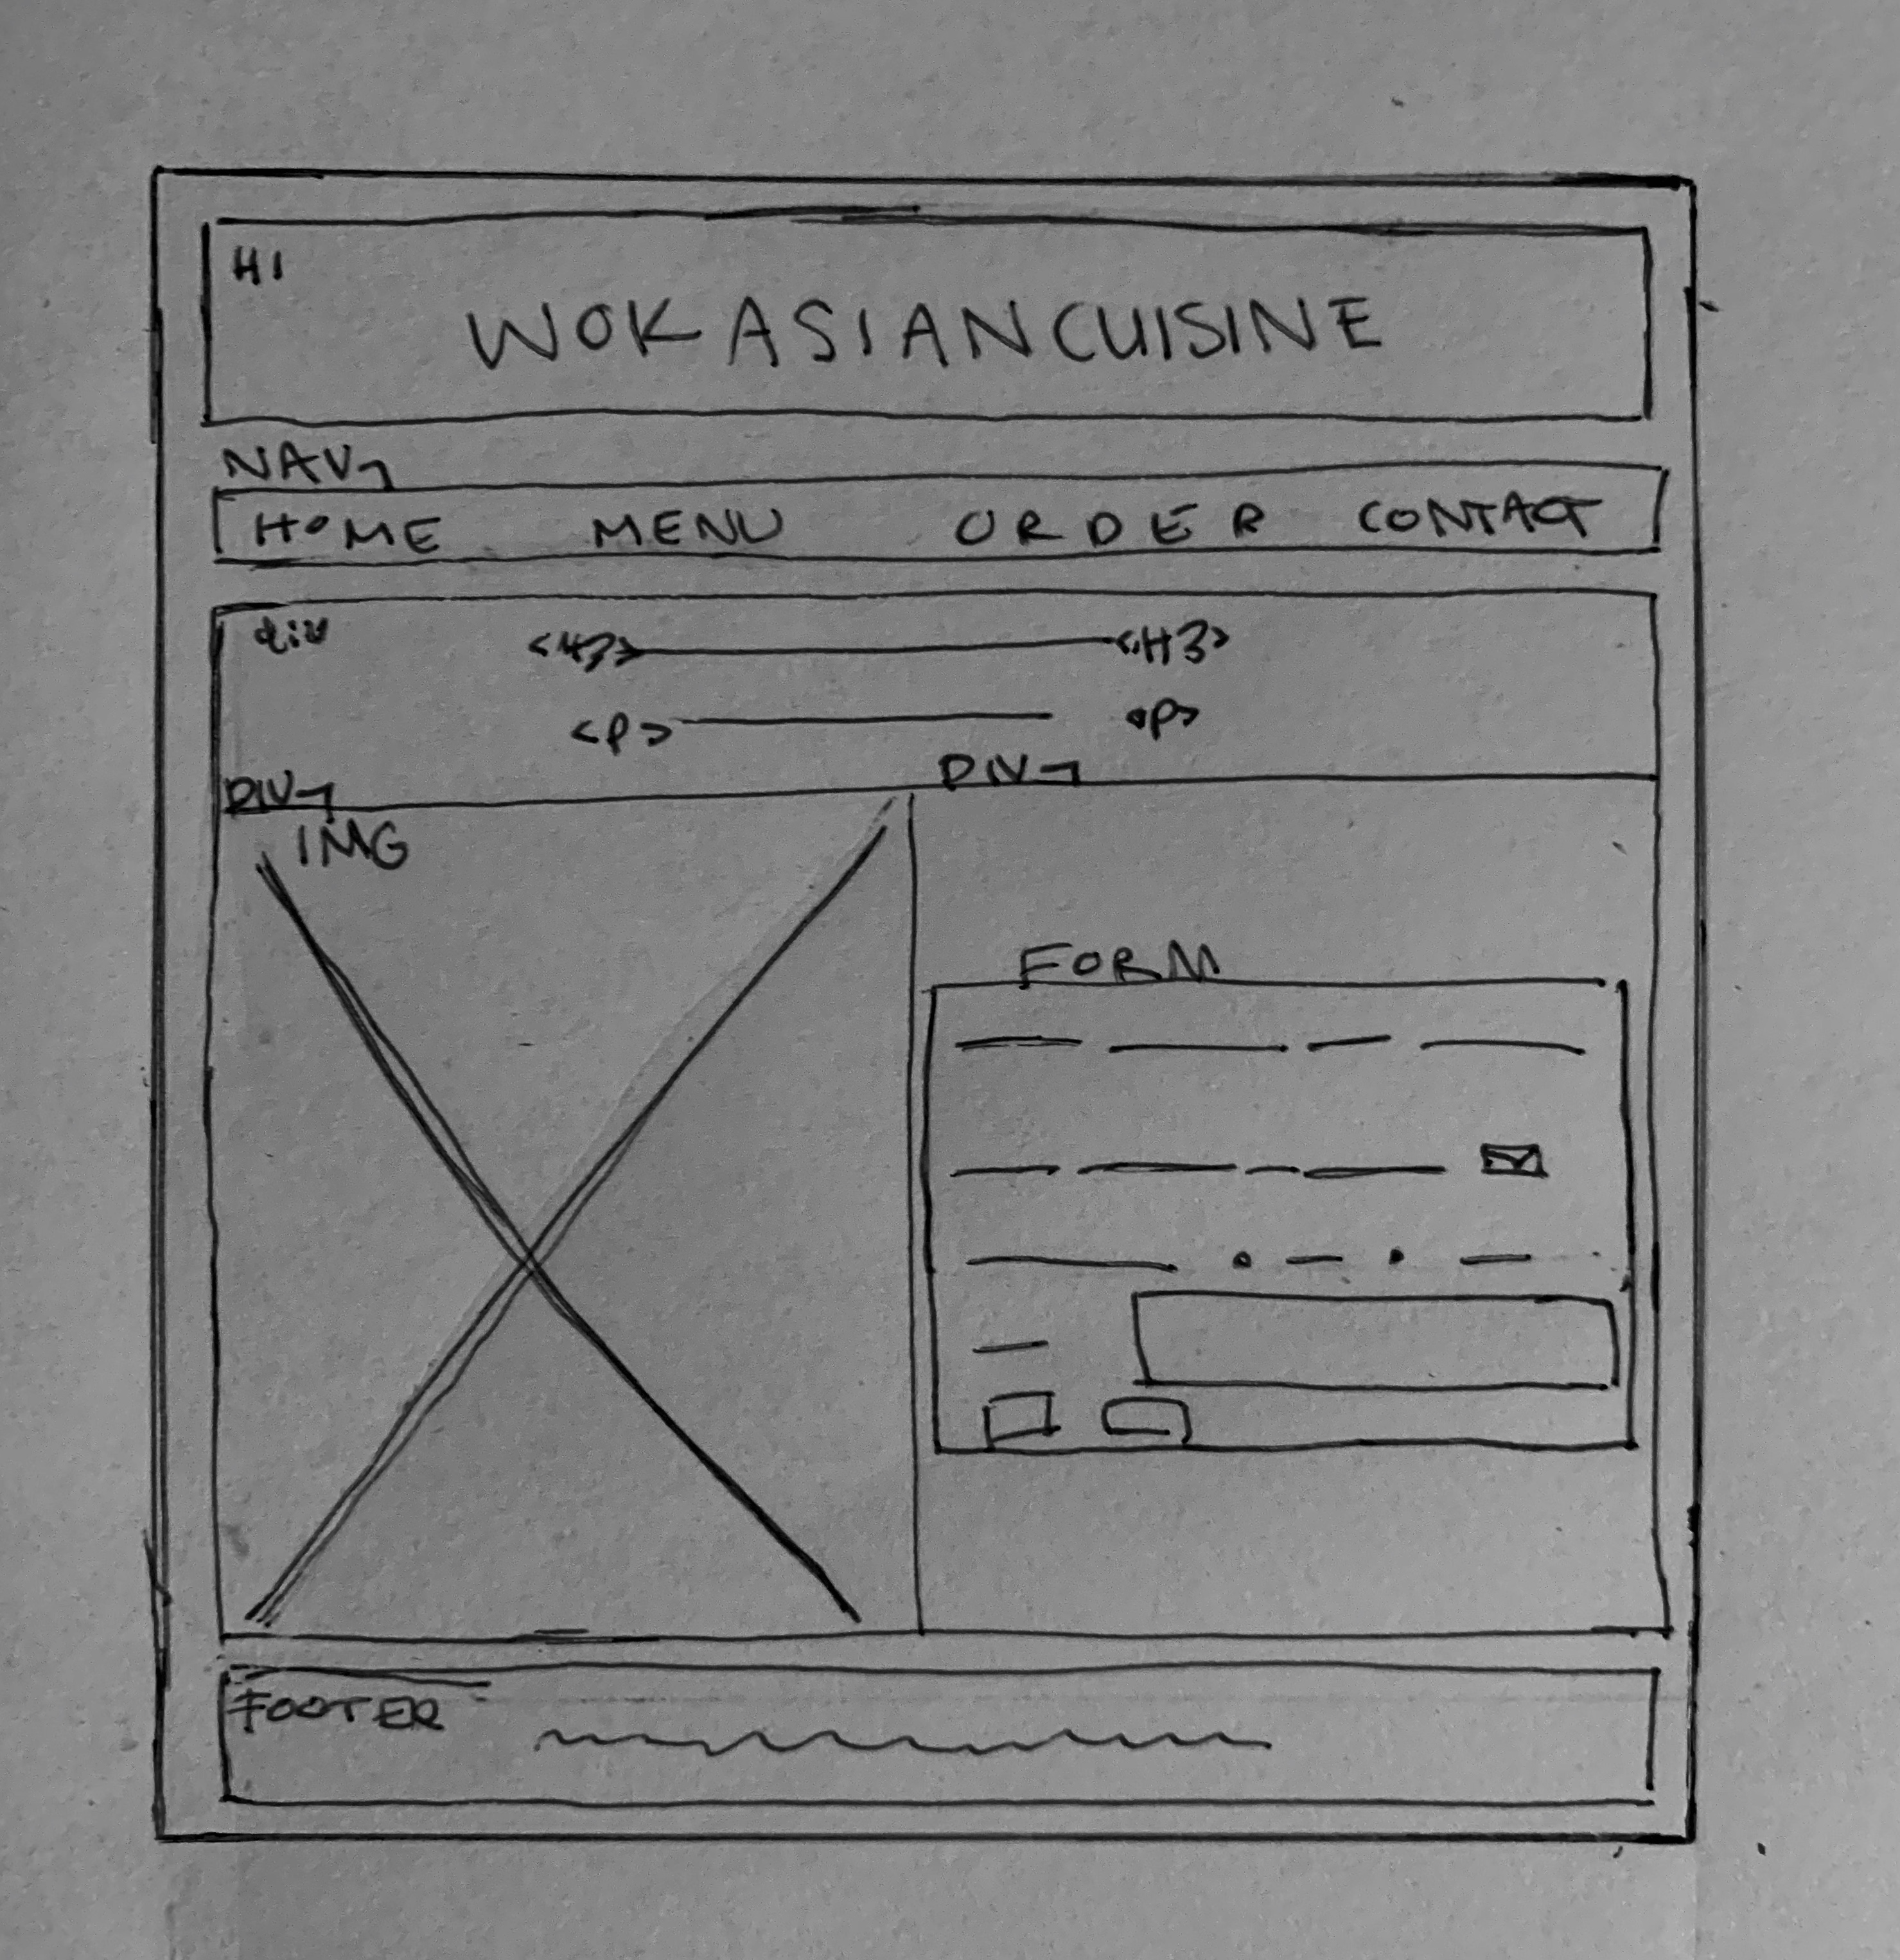 H1
WOK ASIAN CUISINE
NAV
HOME MENU ORDER CONTACT
div <H3> <H3>
<P> <P>
DIV DIV
IMG
FORM
FOOTER